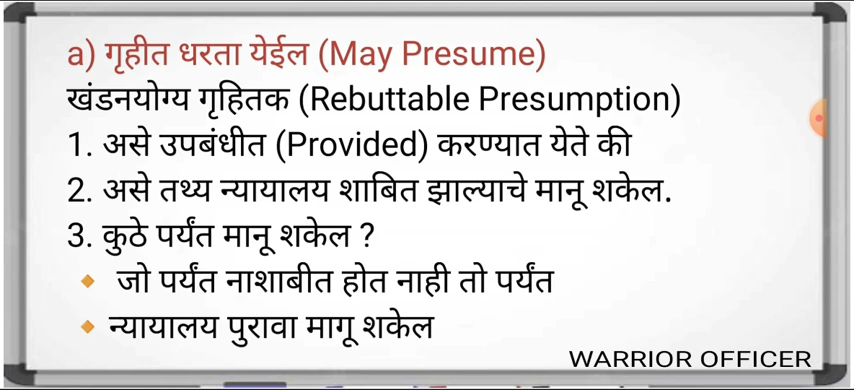 a) गृहीत धरता येईल (May Presume)
खंडनयोग्य गृहितक (Rebuttable Presumption)
1. असे उपबंधीत (Provided) करण्यात येते की
2. असे तथ्य न्यायालय शाबित झाल्याचे मानू शकेल.
3. कुठे पर्यंत मानू शकेल ?
🔸 जो पर्यंत नाशाबीत होत नाही तो पर्यंत
🔸 न्यायालय पुरावा मागू शकेल
WARRIOR OFFICER